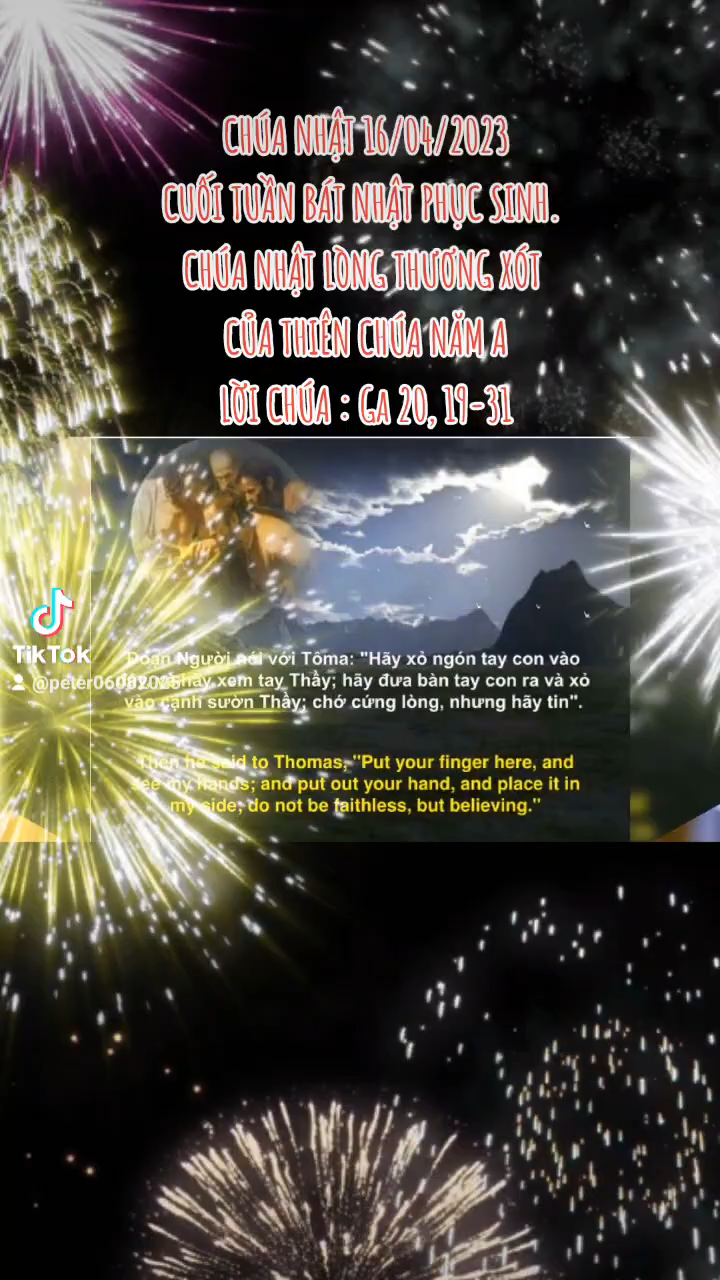 CHÚA NHẬT 16/04/2023
CUỐI TUẦN BÁT NHẬT PHỤC SINH.
CHÚA NHẬT LÒNG THƯƠNG XÓT
CỦA THIÊN CHÚA NĂM A
LỜI CHÚA : GA 20, 19-31
Đoạn Người nói với Tôma: "Hãy xỏ ngón tay con vào
hãy xem tay Thầy; hãy đưa bàn tay con ra và xỏ
vào cạnh sườn Thầy; chớ cứng lòng, nhưng hãy tin".
Then he said to Thomas, "Put your finger here, and
see my hands; and put out your hand, and place it in
my side; do not be faithless, but believing."
TikTok